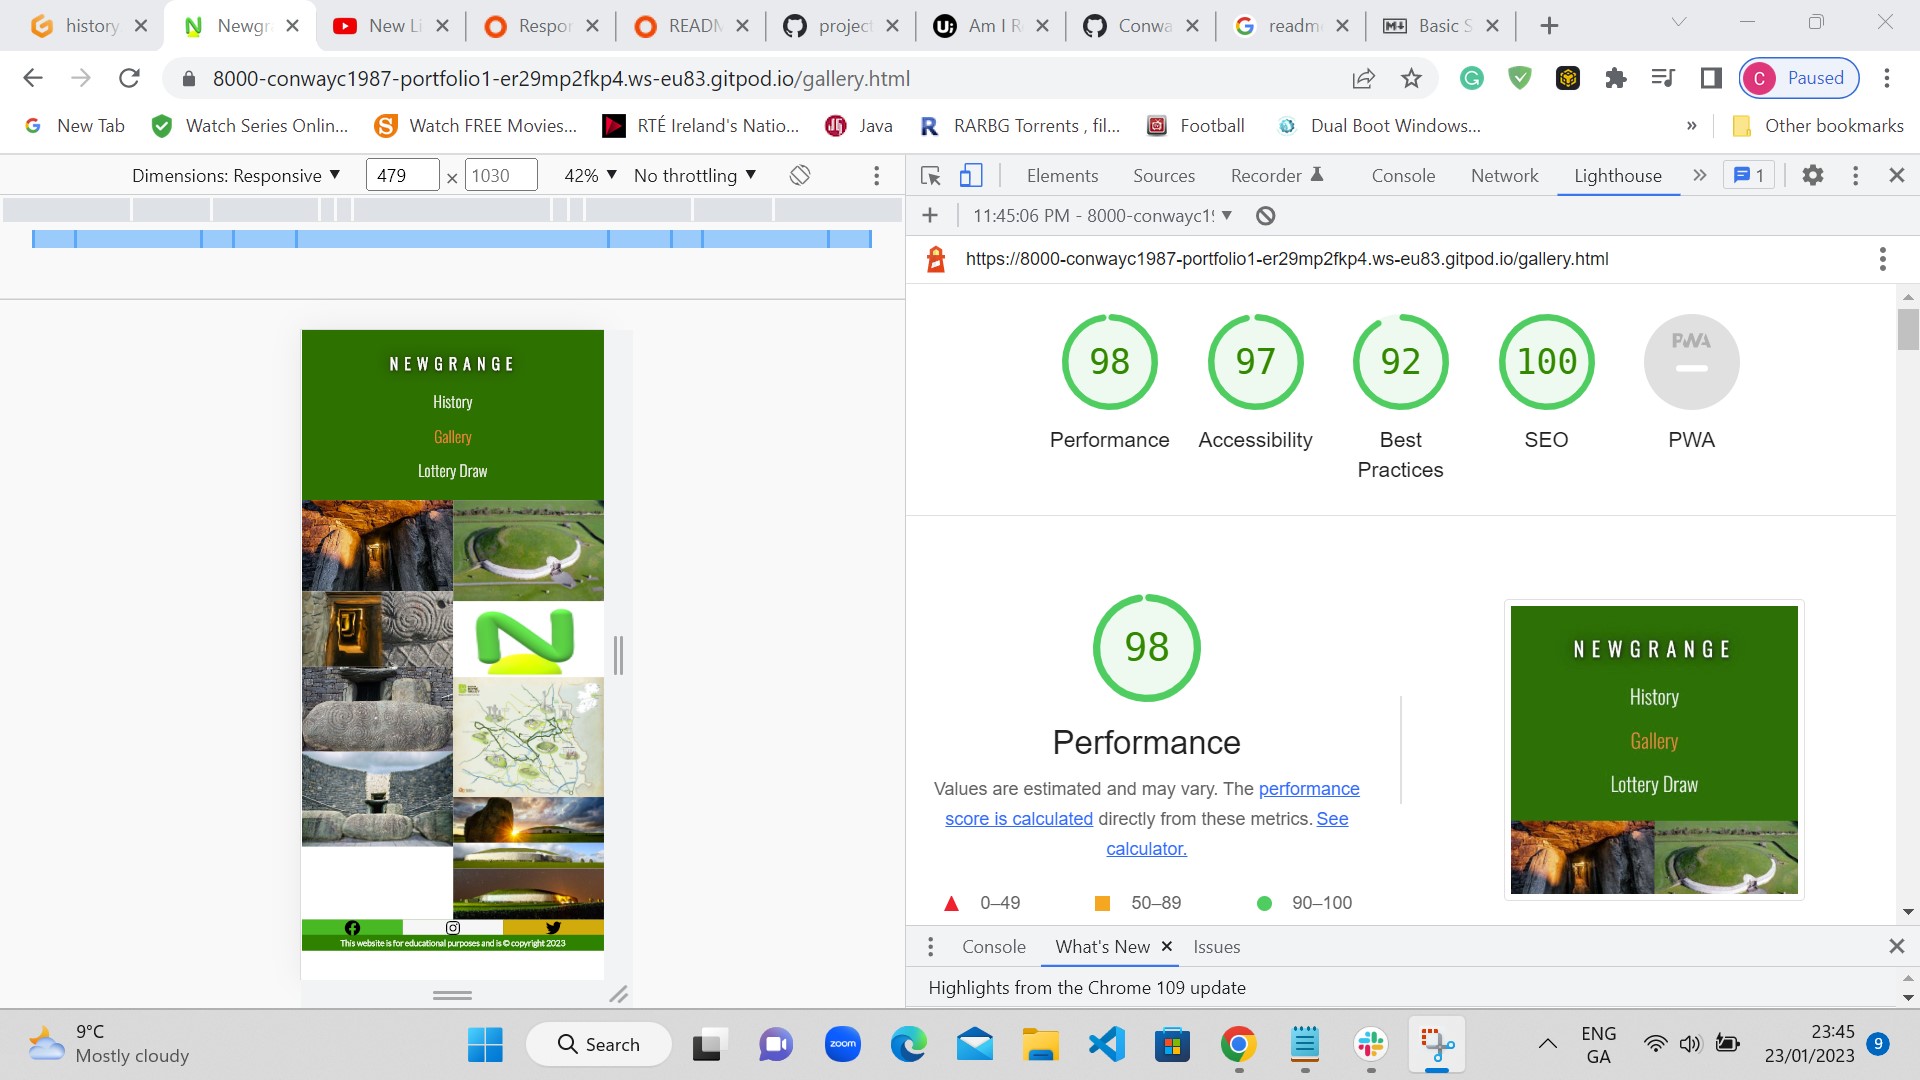 history
Newgr
New Li
Respor
READM
project
Am I R
Conwa
readm
Basic S
8000-conwayc1987-portfolio1-er29mp2fkp4.ws-eu83.gitpod.io/gallery.html
C
Paused
New Tab
Watch Series Onlin...
Watch FREE Movies...
RTÉ Ireland's Natio...
Java
RARBG Torrents , fil...
Football
Dual Boot Windows...
»
Other bookmarks
Dimensions: Responsive
479 × 1030
42%
No throttling
Elements
Sources
Recorder
Console
Network
Lighthouse
»
1
11:45:06 PM - 8000-conwayc19
https://8000-conwayc1987-portfolio1-er29mp2fkp4.ws-eu83.gitpod.io/gallery.html
NEWGRANGE
History
Gallery
Lottery Draw
This website is for educational purposes and is © copyright 2023
98
97
92
100
PWA
Performance
Accessibility
Best
Practices
SEO
PWA
98
Performance
Values are estimated and may vary. The performance
score is calculated directly from these metrics. See
calculator.
0–49
50–89
90–100
NEWGRANGE
History
Gallery
Lottery Draw
Console
What's New
Issues
Highlights from the Chrome 109 update
9°C
Mostly cloudy
Search
zoom
ENG
GA
23:45
23/01/2023
9